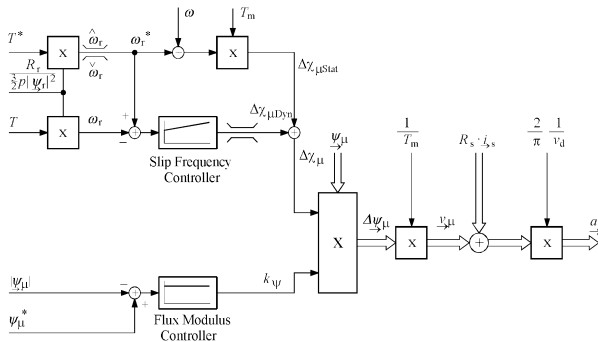 ω
Tm
T*
X
ω̂r
ωr*
X
Rr
ω̌r
3/2 p|ψr|²
ΔχμStat
T
X
ωr
+
−
ΔχμDyn
Slip Frequency
Controller
Δχμ
ψμ
1/Tm
Rs · is
2/π 1/vd
X
Δψμ
X
vμ
+
X
a
|ψμ|
−
+
kψ
ψμ*
Flux Modulus
Controller